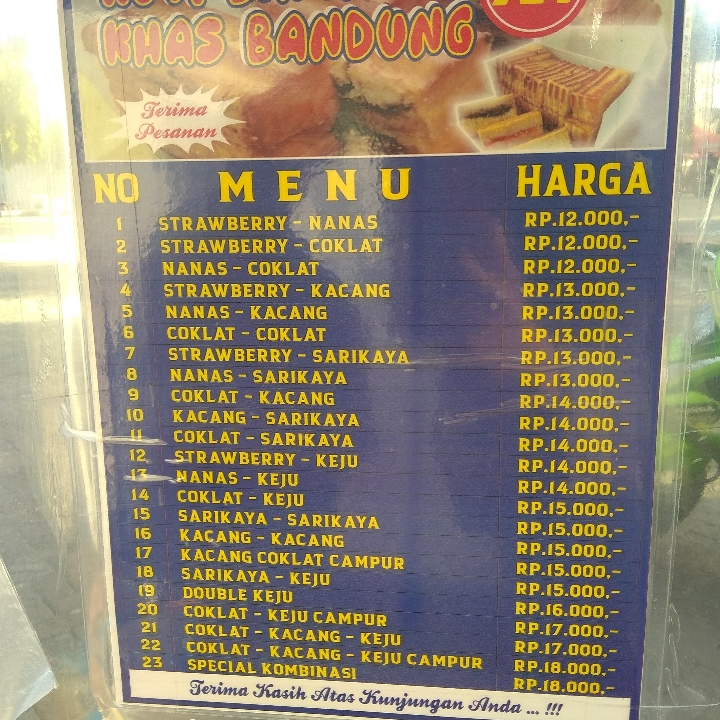 KHAS BANDUNG
Terima
Pesanan
NO MENU HARGA
1 STRAWBERRY - NANAS RP.12.000,-
2 STRAWBERRY - COKLAT RP.12.000,-
3 NANAS - COKLAT RP.12.000,-
4 STRAWBERRY - KACANG RP.13.000,-
5 NANAS - KACANG RP.13.000,-
6 COKLAT - COKLAT RP.13.000,-
7 STRAWBERRY - SARIKAYA RP.13.000,-
8 NANAS - SARIKAYA RP.13.000,-
9 COKLAT - KACANG RP.14.000,-
10 KACANG - SARIKAYA RP.14.000,-
11 COKLAT - SARIKAYA RP.14.000,-
12 STRAWBERRY - KEJU RP.14.000,-
13 NANAS - KEJU RP.14.000,-
14 COKLAT - KEJU RP.15.000,-
15 SARIKAYA - SARIKAYA RP.15.000,-
16 KACANG - KACANG RP.15.000,-
17 KACANG COKLAT CAMPUR RP.15.000,-
18 SARIKAYA - KEJU RP.15.000,-
19 DOUBLE KEJU RP.16.000,-
20 COKLAT - KEJU CAMPUR RP.17.000.-
21 COKLAT - KACANG - KEJU RP.17.000,-
22 COKLAT - KACANG - KEJU CAMPUR RP.18.000,-
23 SPECIAL KOMBINASI RP.18.000,-
Terima Kasih Atas Kunjungan Anda ... !!!